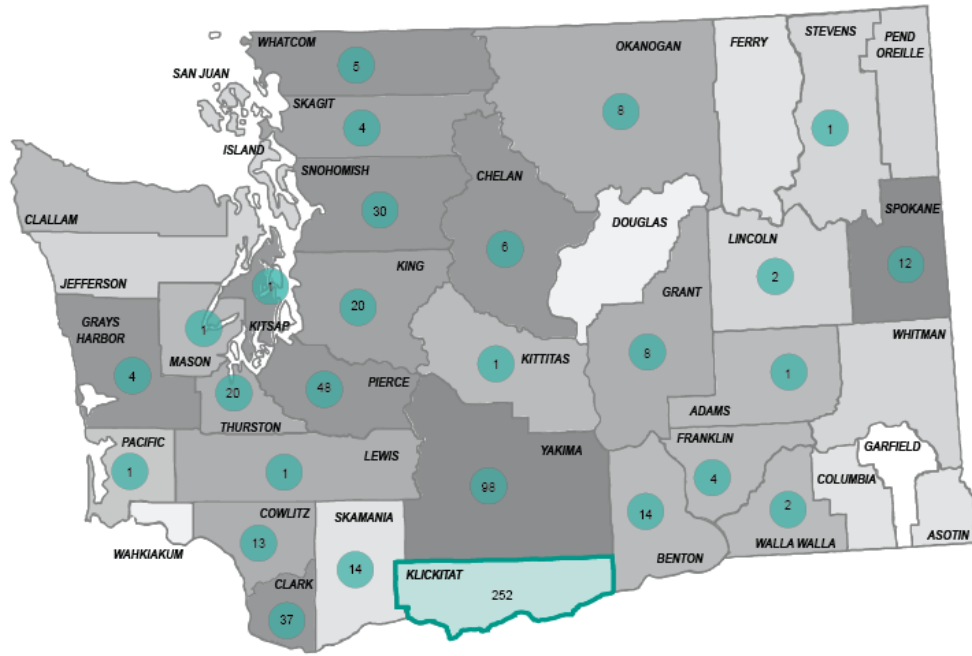 WHATCOM
5
OKANOGAN
8
FERRY
STEVENS
1
PEND
OREILLE
SAN JUAN
SKAGIT
4
ISLAND
SNOHOMISH
30
CHELAN
6
CLALLAM
DOUGLAS
SPOKANE
12
LINCOLN
2
KING
20
JEFFERSON
GRANT
8
GRAYS
HARBOR
4
MASON
1
KITSAP
KITTITAS
1
WHITMAN
PIERCE
48
THURSTON
20
ADAMS
1
PACIFIC
1
LEWIS
1
YAKIMA
98
FRANKLIN
4
GARFIELD
COLUMBIA
WALLA WALLA
2
BENTON
14
ASOTIN
WAHKIAKUM
COWLITZ
13
SKAMANIA
14
KLICKITAT
252
CLARK
37